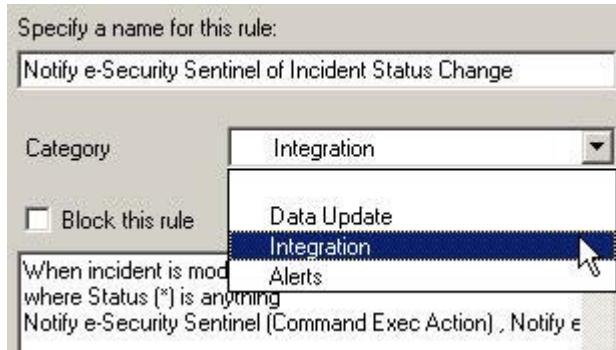 Specify a name for this rule:
Notify e-Security Sentinel of Incident Status Change
Category
Integration
Block this rule
Data Update
Integration
Alerts
When incident is mod
where Status (*) is anything
Notify e-Security Sentinel (Command Exec Action) , Notify e